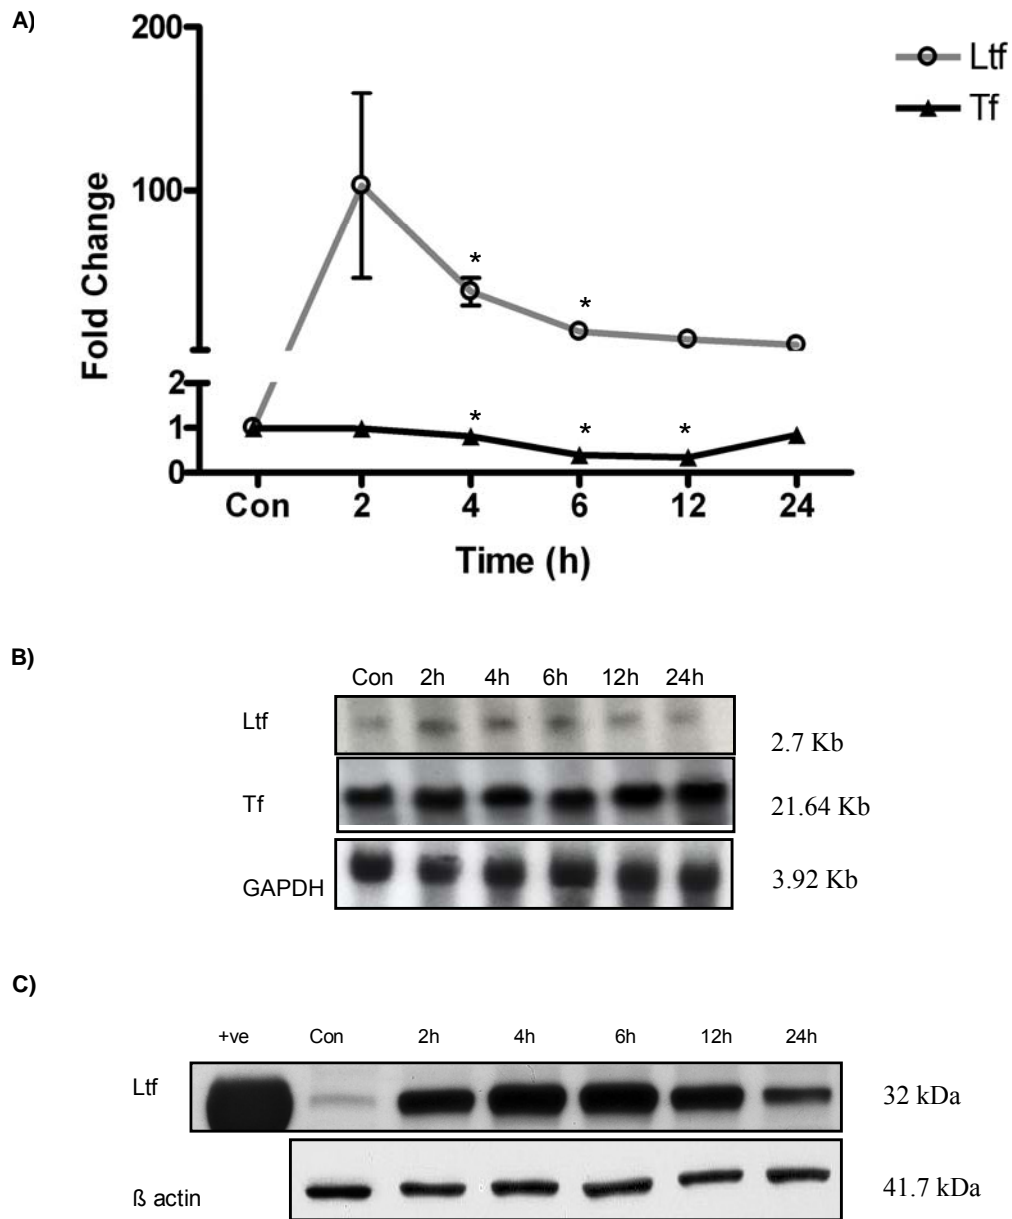 A)
200
100
2
1
0
Fold Change
Ltf
Tf
*
*
*
*
*
Con 2 4 6 12 24
Time (h)
B)
Con 2h 4h 6h 12h 24h
Ltf
2.7 Kb
Tf
21.64 Kb
GAPDH
3.92 Kb
C)
+ve Con 2h 4h 6h 12h 24h
Ltf
32 kDa
ß actin
41.7 kDa